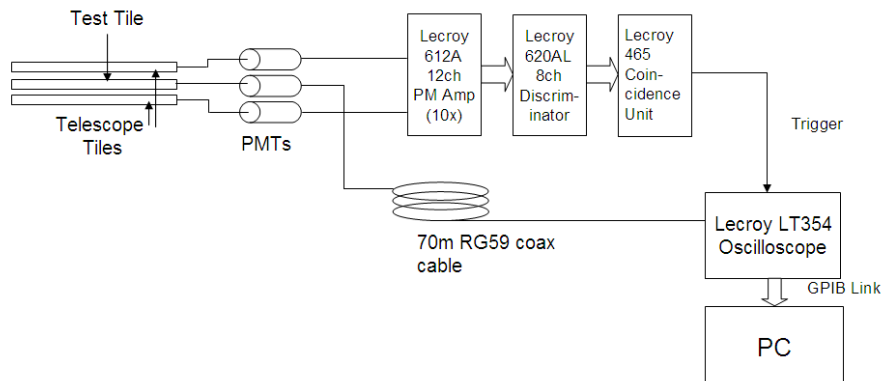 Test Tile
Telescope
Tiles
PMTs
Lecroy
612A
12ch
PM Amp
(10x)
Lecroy
620AL
8ch
Discrim-
inator
Lecroy
465
Coin-
cidence
Unit
Trigger
70m RG59 coax
cable
Lecroy LT354
Oscilloscope
GPIB Link
PC